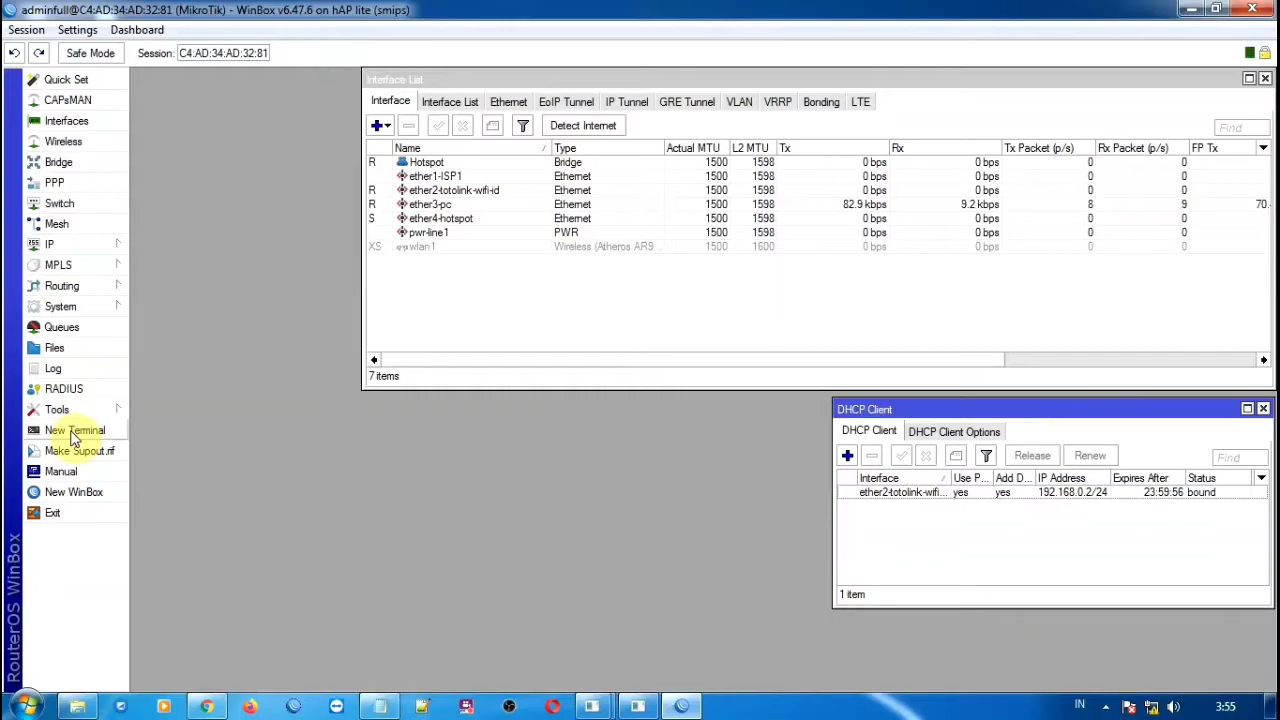 adminfull@C4:AD:34:AD:32:81 (MikroTik) - WinBox v6.47.6 on hAP lite (smips)
Session Settings Dashboard
Safe Mode Session: C4:AD:34:AD:32:81
Quick Set
CAPsMAN
Interfaces
Wireless
Bridge
PPP
Switch
Mesh
IP
MPLS
Routing
System
Queues
Files
Log
RADIUS
Tools
New Terminal
Make Supout.rif
Manual
New WinBox
Exit
RouterOS WinBox
Interface List
Interface Interface List Ethernet EoIP Tunnel IP Tunnel GRE Tunnel VLAN VRRP Bonding LTE
Detect Internet Find
Name Type Actual MTU L2 MTU Tx Rx Tx Packet (p/s) Rx Packet (p/s) FP Tx
R Hotspot Bridge 1500 1598 0 bps 0 bps 0 0
ether1-ISP1 Ethernet 1500 1598 0 bps 0 bps 0 0
R ether2-totolink-wifi-id Ethernet 1500 1598 0 bps 0 bps 0 0
R ether3-pc Ethernet 1500 1598 82.9 kbps 9.2 kbps 8 9 70.
S ether4-hotspot Ethernet 1500 1598 0 bps 0 bps 0 0
pwr-line1 PWR 1500 1598 0 bps 0 bps 0 0
XS wlan1 Wireless (Atheros AR9... 1500 1600 0 bps 0 bps 0 0
7 items
DHCP Client
DHCP Client DHCP Client Options
Release Renew Find
Interface Use P... Add D... IP Address Expires After Status
ether2-totolink-wifi... yes yes 192.168.0.2/24 23:59:56 bound
1 item
IN 3:55